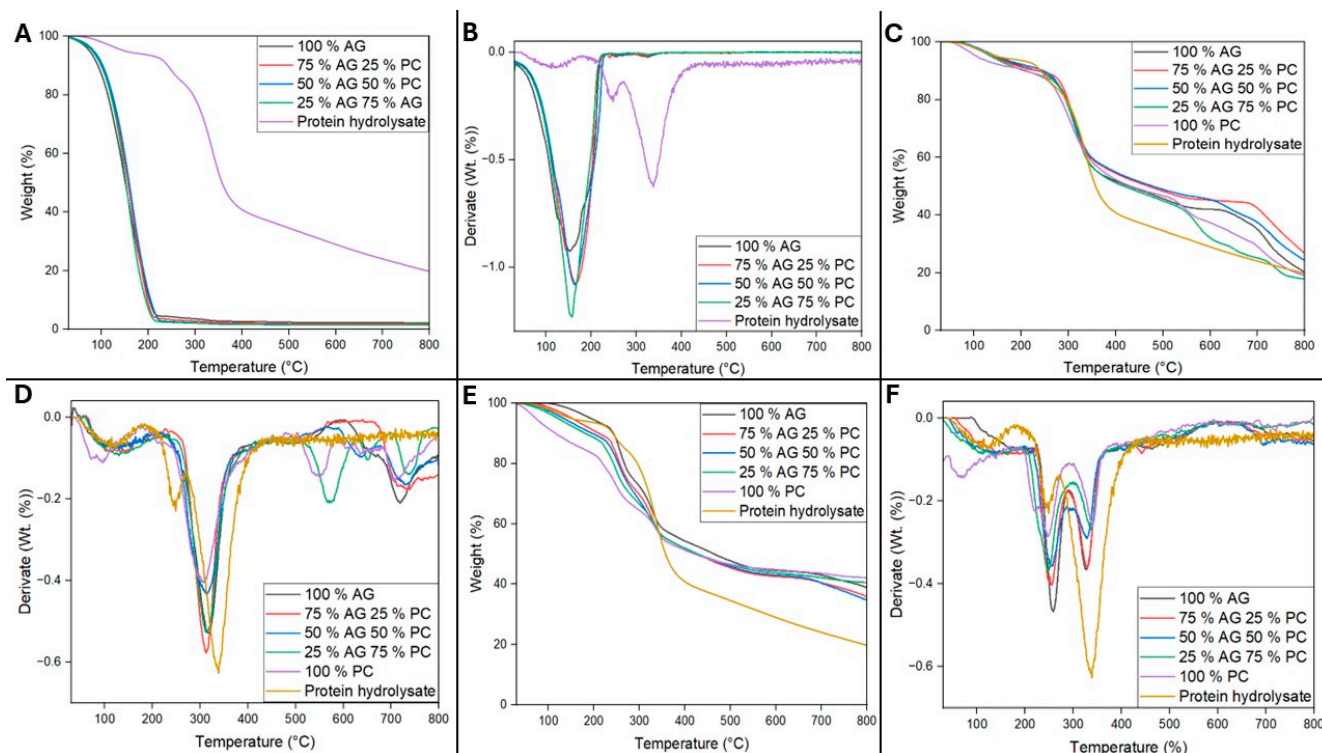 A
100
80
60
40
20
0
Weight (%)
100 % AG
75 % AG 25 % PC
50 % AG 50 % PC
25 % AG 75 % AG
Protein hydrolysate
100 200 300 400 500 600 700 800
Temperature (°C)
B
0.0
−0.5
−1.0
Derivate (Wt. (%))
100 % AG
75 % AG 25 % PC
50 % AG 50 % PC
25 % AG 75 % PC
Protein hydrolysate
100 200 300 400 500 600 700 800
Temperature (°C)
C
100
80
60
40
20
0
Weight (%)
100 % AG
75 % AG 25 % PC
50 % AG 50 % PC
25 % AG 75 % PC
100 % PC
Protein hydrolysate
100 200 300 400 500 600 700 800
Temperature (°C)
D
0.0
−0.2
−0.4
−0.6
Derivate (Wt. (%))
100 % AG
75 % AG 25 % PC
50 % AG 50 % PC
25 % AG 75 % PC
100 % PC
Protein hydrolysate
100 200 300 400 500 600 700 800
Temperature (°C)
E
100
80
60
40
20
0
Weight (%)
100 % AG
75 % AG 25 % PC
50 % AG 50 % PC
25 % AG 75 % PC
100 % PC
Protein hydrolysate
100 200 300 400 500 600 700 800
Temperature (°C)
F
0.0
−0.2
−0.4
−0.6
Derivate (Wt. (%))
100 % AG
75 % AG 25 % PC
50 % AG 50 % PC
25 % AG 75 % PC
100 % PC
Protein hydrolysate
100 200 300 400 500 600 700 800
Temperature (%)